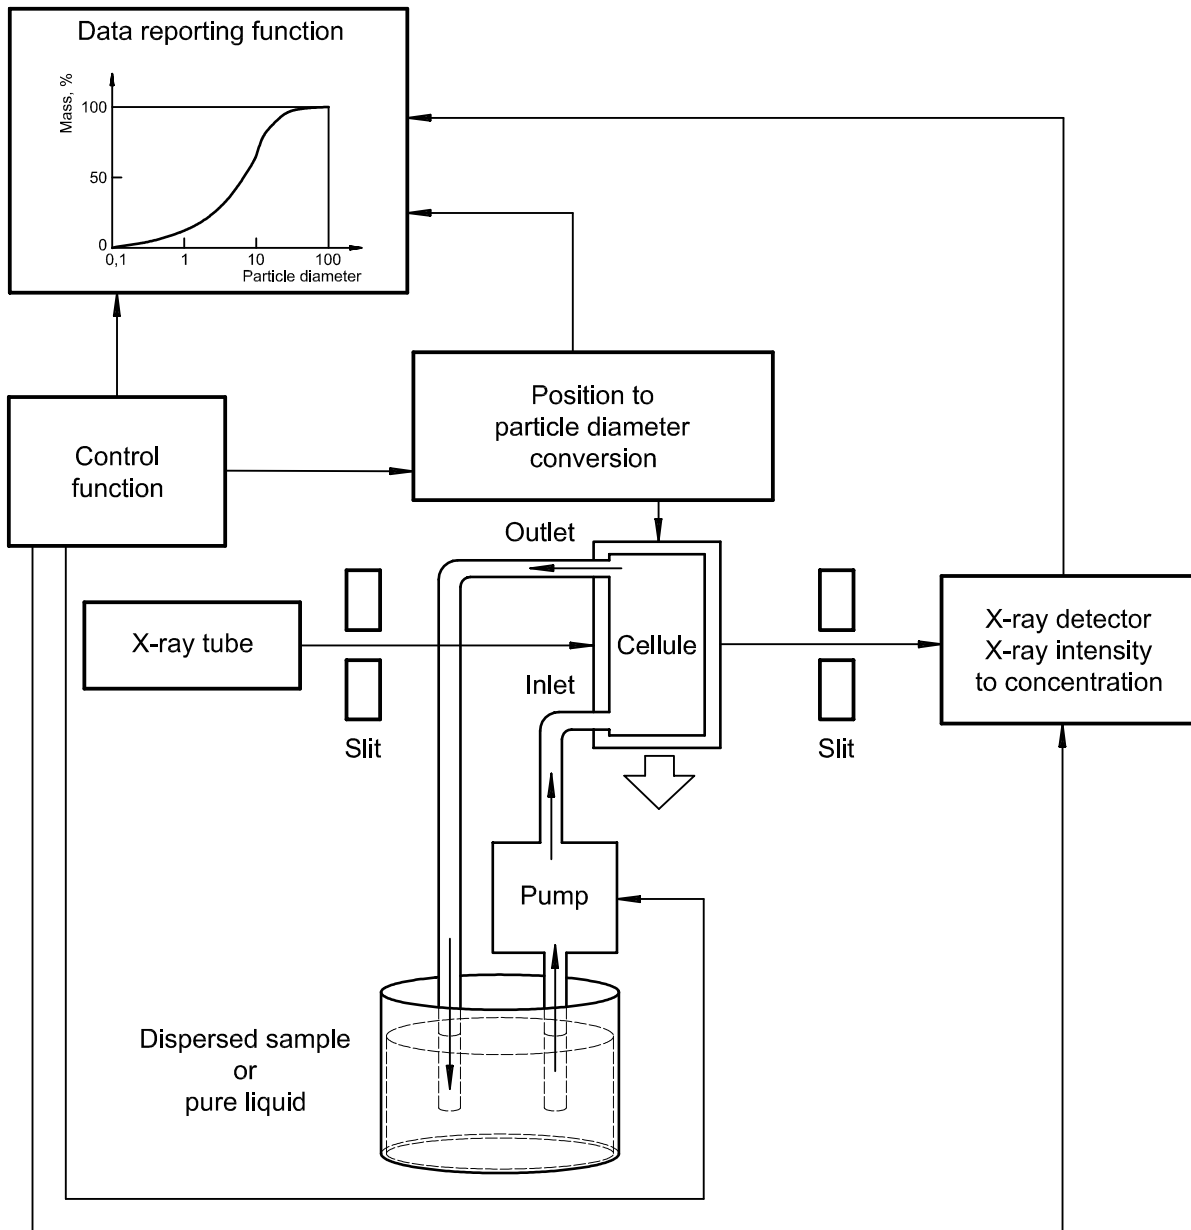 Data reporting function
Mass, %
100
50
0
0,1
1
10
100
Particle diameter
Position to
particle diameter
conversion
Control
function
Outlet
X-ray tube
Cellule
X-ray detector
X-ray intensity
to concentration
Inlet
Slit
Slit
Pump
Dispersed sample
or
pure liquid